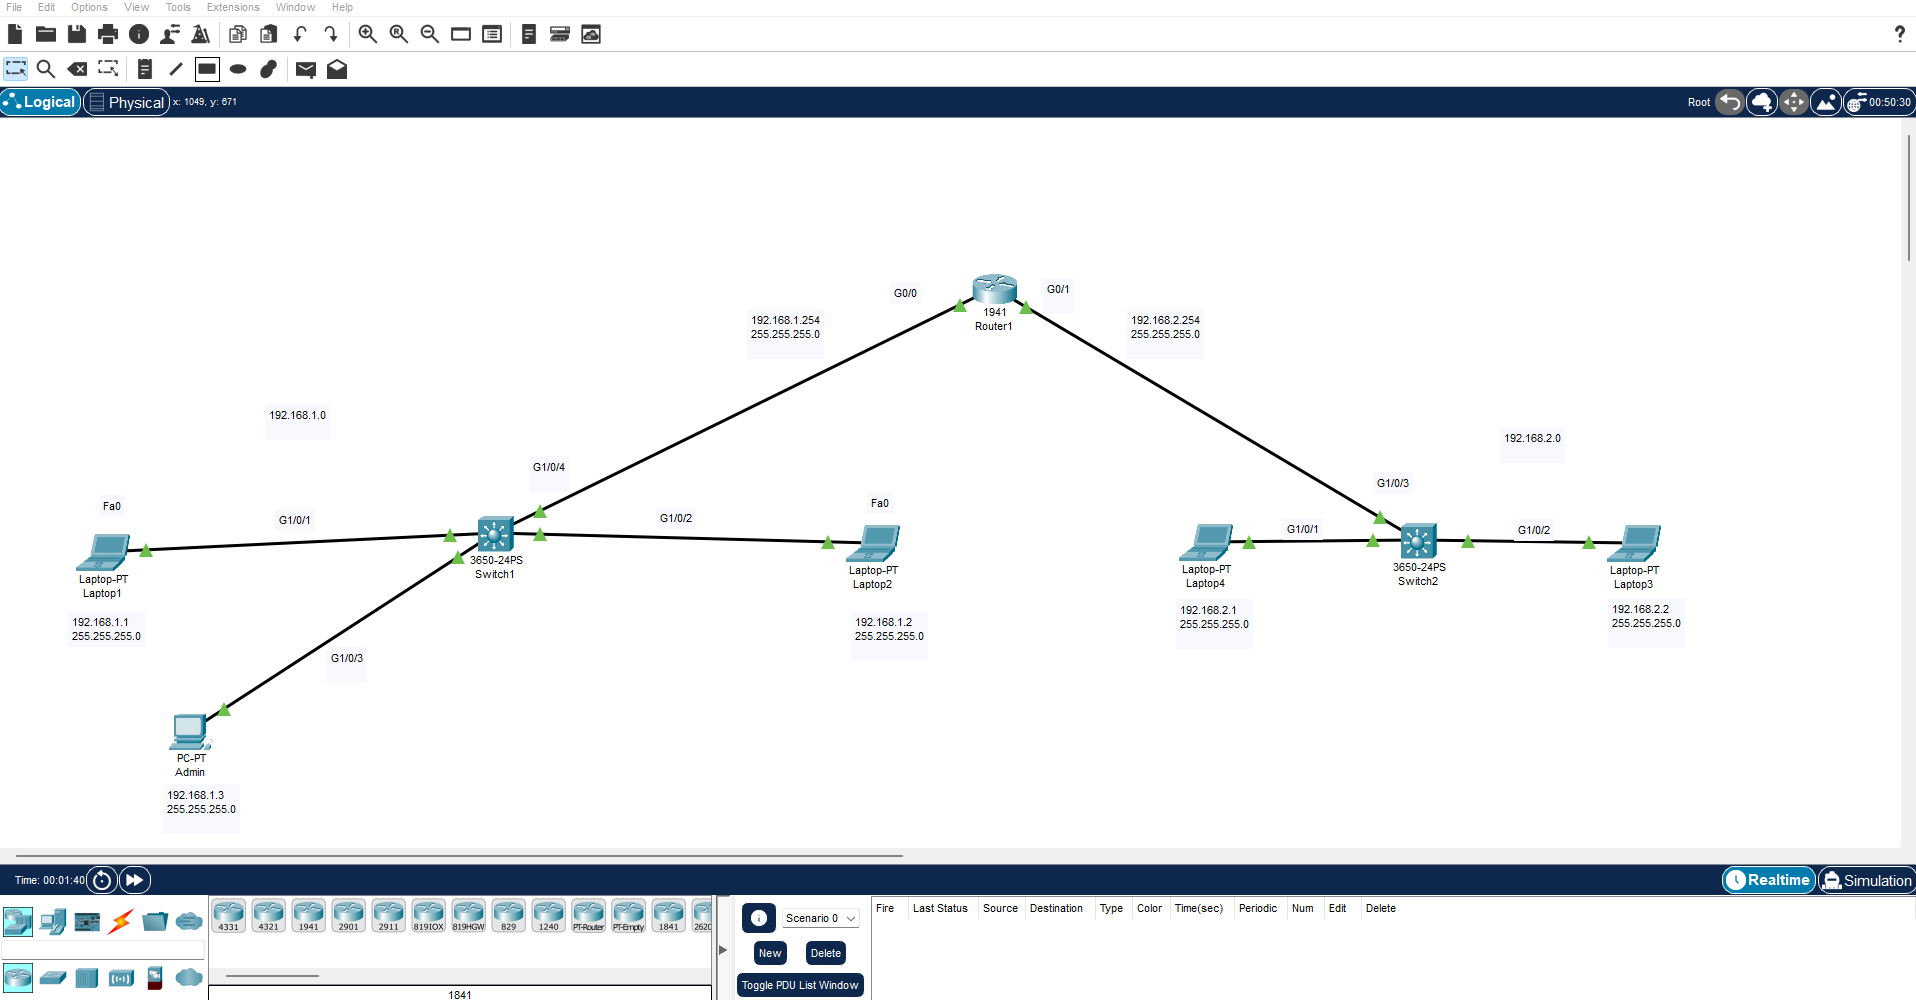 File Edit Options View Tools Extensions Window Help
?
Logical Physical x: 1049, y: 671
Root 00:50:30
G0/0
G0/1
1941
Router1
192.168.1.254
255.255.255.0
192.168.2.254
255.255.255.0
192.168.1.0
192.168.2.0
G1/0/4
G1/0/3
Fa0
Fa0
G1/0/1
G1/0/2
G1/0/1
G1/0/2
3650-24PS
Switch1
3650-24PS
Switch2
Laptop-PT
Laptop1
Laptop-PT
Laptop2
Laptop-PT
Laptop4
Laptop-PT
Laptop3
192.168.1.1
255.255.255.0
192.168.1.2
255.255.255.0
192.168.2.1
255.255.255.0
192.168.2.2
255.255.255.0
G1/0/3
PC-PT
Admin
192.168.1.3
255.255.255.0
Time: 00:01:40
Realtime Simulation
4331 4321 1941 2901 2911 819IOX 819HGW 829 1240 PT-Router PT-Empty 1841 2620
1841
Scenario 0
New Delete
Toggle PDU List Window
Fire Last Status Source Destination Type Color Time(sec) Periodic Num Edit Delete